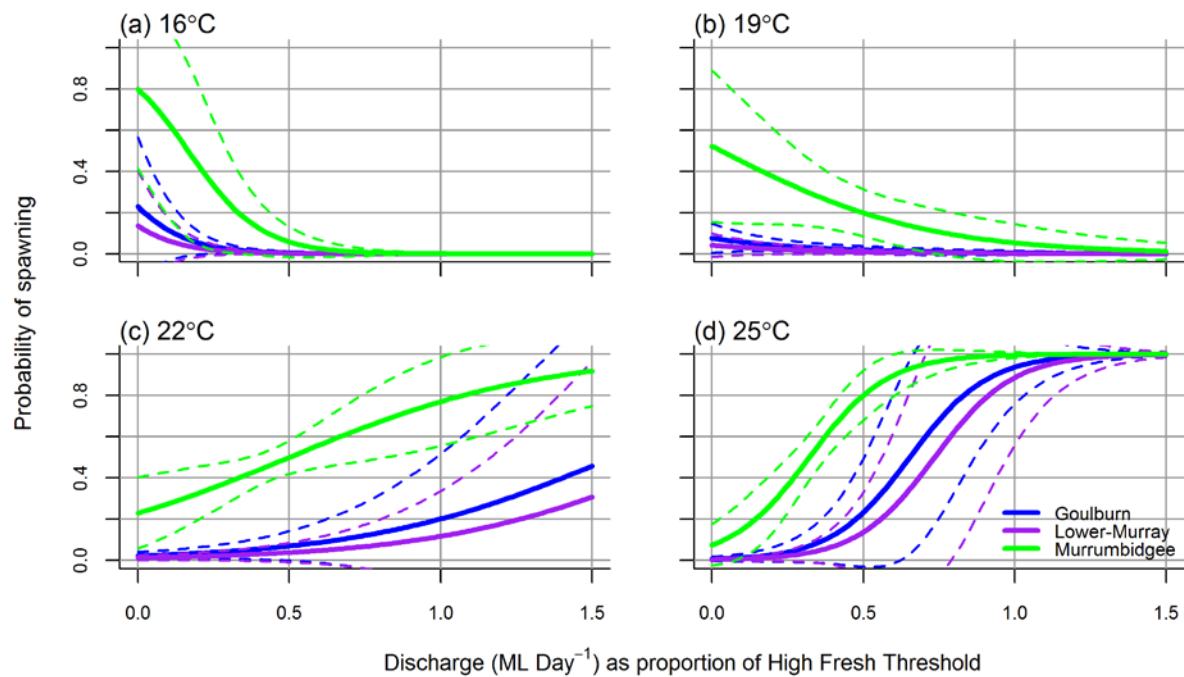 (a) 16°C
(b) 19°C
0.8
0.4
0.0
(c) 22°C
(d) 25°C
0.8
0.4
0.0
Probability of spawning
Goulburn
Lower-Murray
Murrumbidgee
0.0 0.5 1.0 1.5
0.0 0.5 1.0 1.5
Discharge (ML Day⁻¹) as proportion of High Fresh Threshold